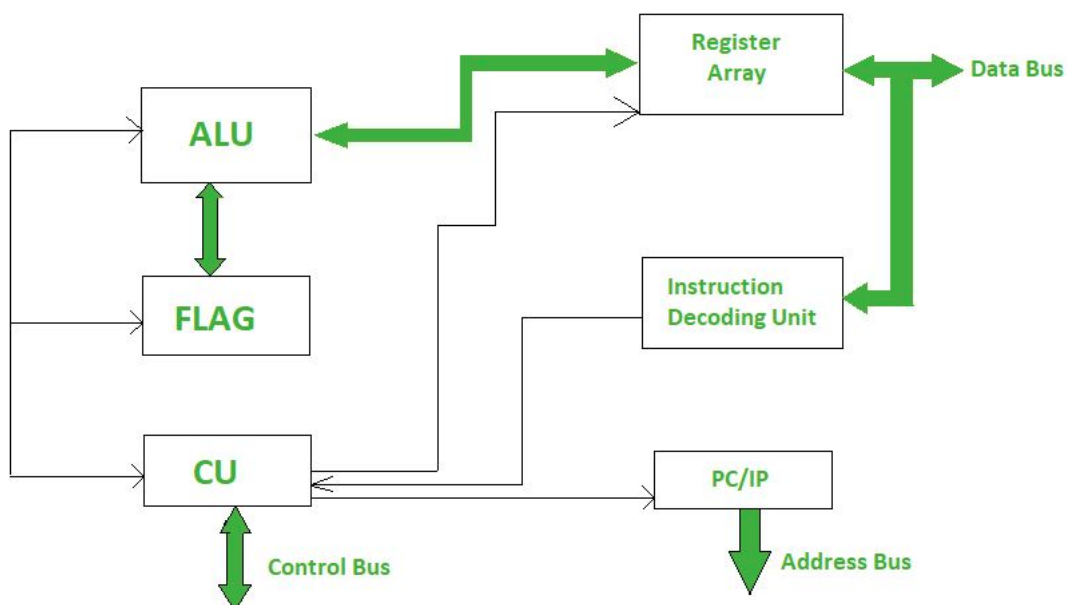 Register
Array
Data Bus
ALU
Instruction
Decoding Unit
FLAG
CU
PC/IP
Control Bus
Address Bus